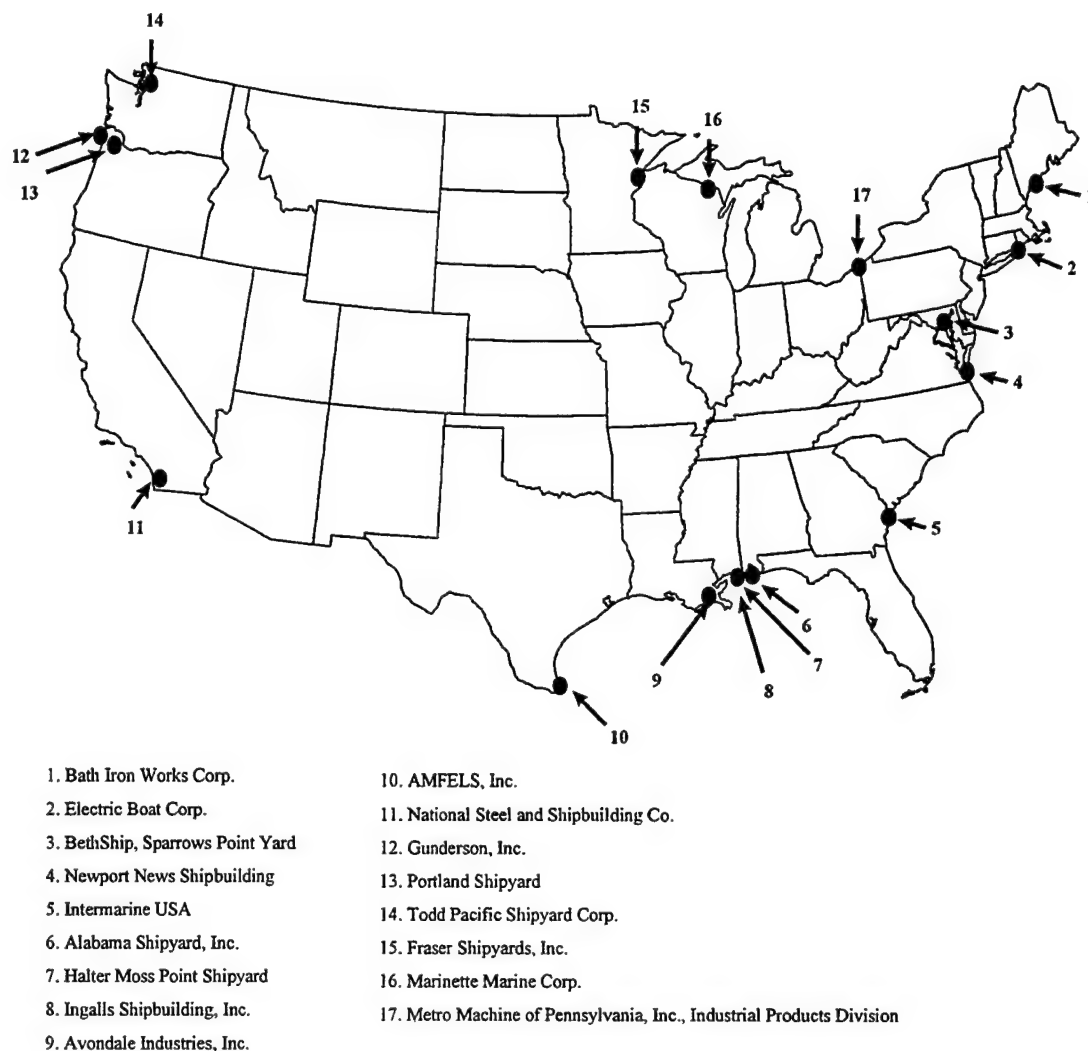 14
15
16
12
13
17
2
3
4
11
5
6
9
7
8
10
1. Bath Iron Works Corp.
2. Electric Boat Corp.
3. BethShip, Sparrows Point Yard
4. Newport News Shipbuilding
5. Intermarine USA
6. Alabama Shipyard, Inc.
7. Halter Moss Point Shipyard
8. Ingalls Shipbuilding, Inc.
9. Avondale Industries, Inc.
10. AMFELS, Inc.
11. National Steel and Shipbuilding Co.
12. Gunderson, Inc.
13. Portland Shipyard
14. Todd Pacific Shipyard Corp.
15. Fraser Shipyards, Inc.
16. Marinette Marine Corp.
17. Metro Machine of Pennsylvania, Inc., Industrial Products Division